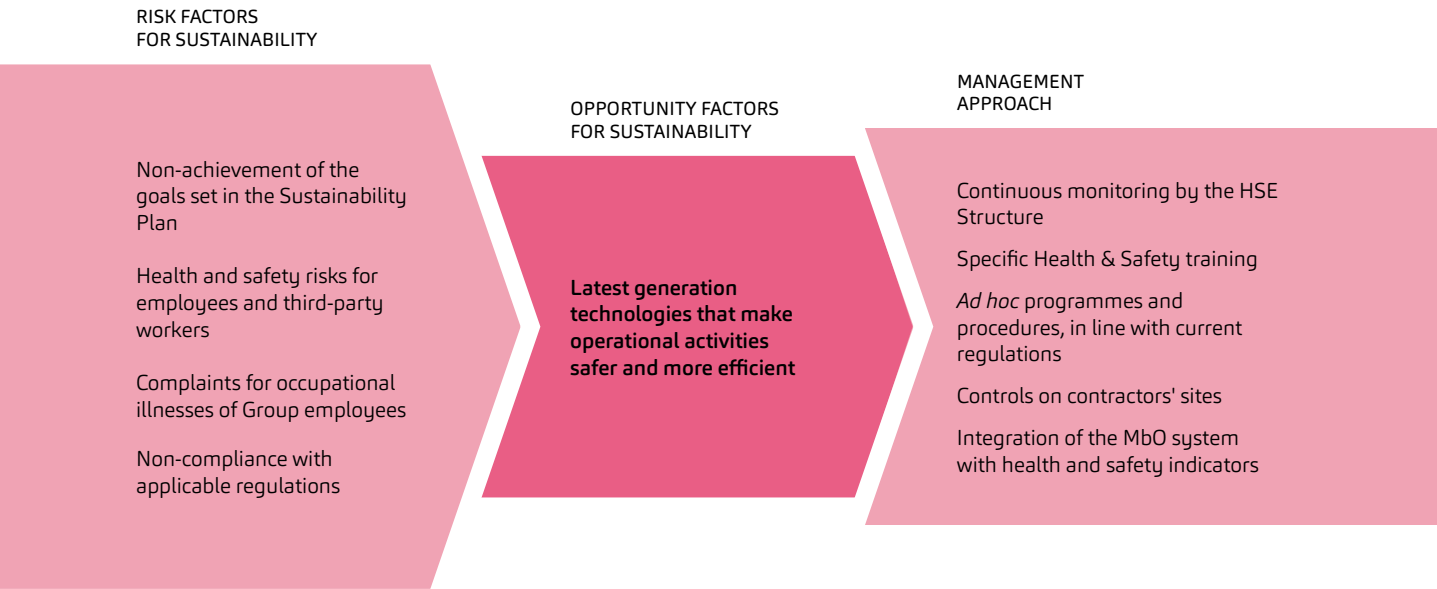 RISK FACTORS
FOR SUSTAINABILITY
Non-achievement of the
goals set in the Sustainability
Plan
Health and safety risks for
employees and third-party
workers
Complaints for occupational
illnesses of Group employees
Non-compliance with
applicable regulations
OPPORTUNITY FACTORS
FOR SUSTAINABILITY
Latest generation
technologies that make
operational activities
safer and more efficient
MANAGEMENT
APPROACH
Continuous monitoring by the HSE
Structure
Specific Health & Safety training
Ad hoc programmes and
procedures, in line with current
regulations
Controls on contractors' sites
Integration of the MbO system
with health and safety indicators